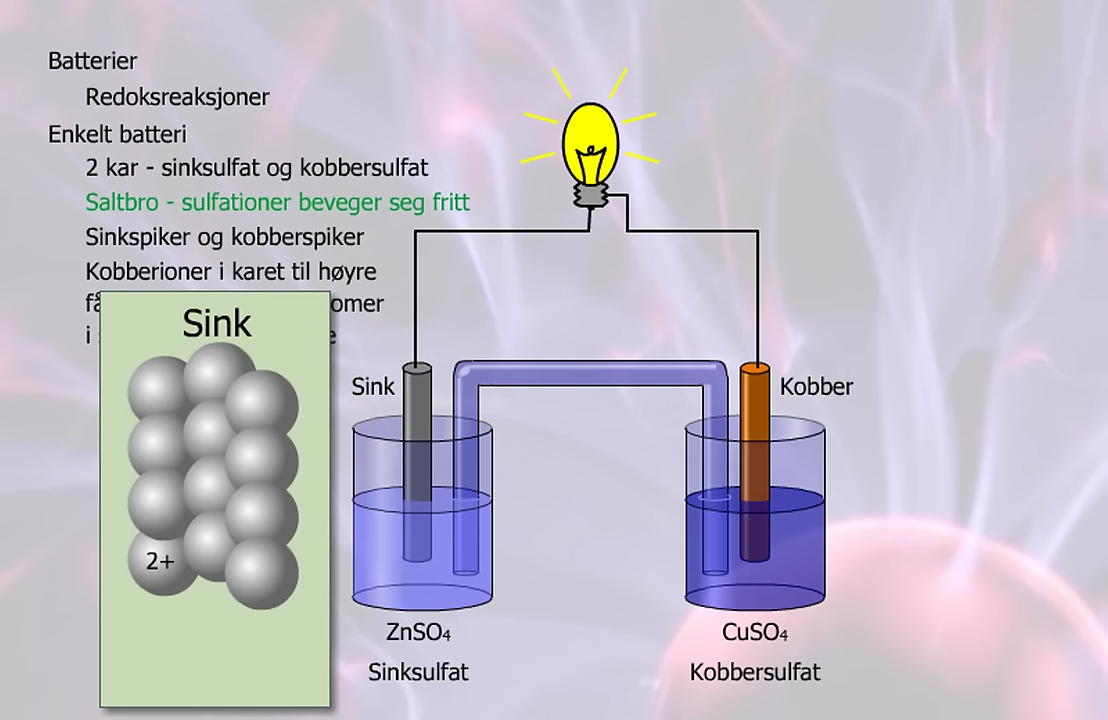 Batterier
Redoksreaksjoner
Enkelt batteri
2 kar - sinksulfat og kobbersulfat
Saltbro - sulfationer beveger seg fritt
Sinkspiker og kobberspiker
Kobberioner i karet til høyre
Sink
2+
Sink
Kobber
ZnSO₄
Sinksulfat
CuSO₄
Kobbersulfat